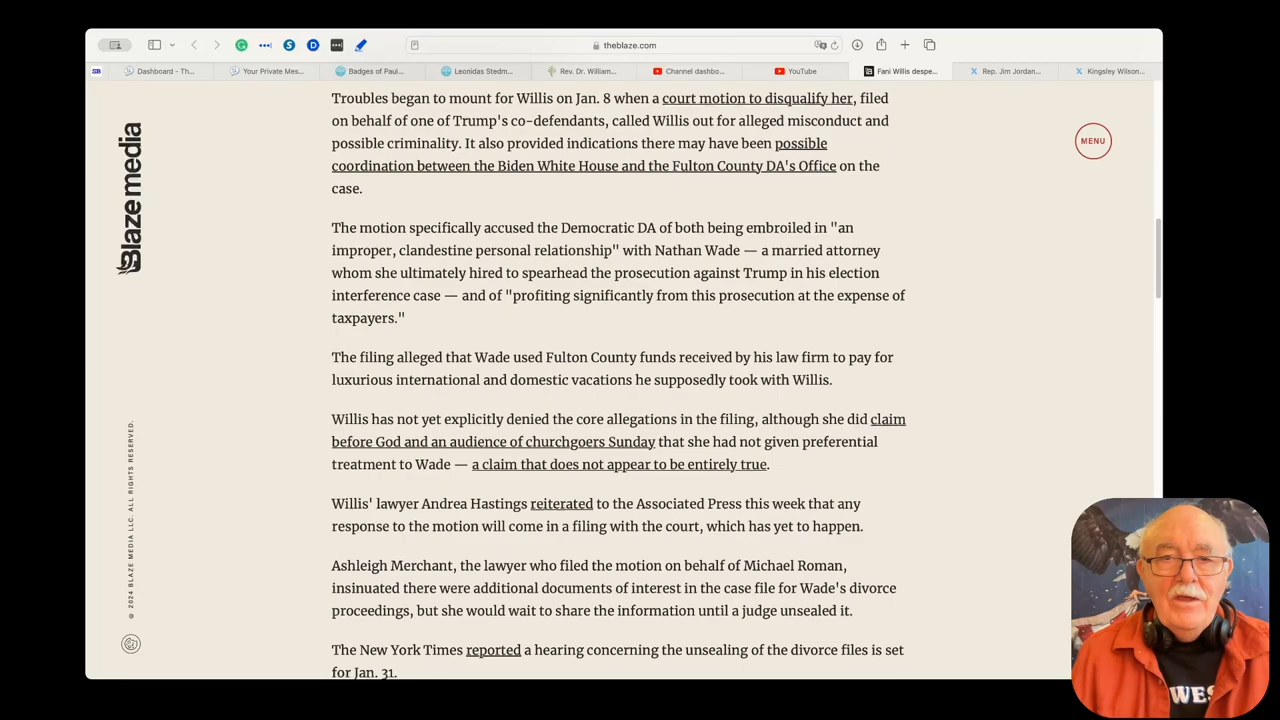 theblaze.com
SB
Dashboard - Th...
Your Private Mes...
Badges of Paul...
Leonidas Stedm...
Rev. Dr. William...
Channel dashbo...
YouTube
Fani Willis despe...
Rep. Jim Jordan...
Kingsley Wilson...
MENU
Blaze media
© 2024 BLAZE MEDIA LLC. ALL RIGHTS RESERVED.
Troubles began to mount for Willis on Jan. 8 when a court motion to disqualify her, filed
on behalf of one of Trump's co-defendants, called Willis out for alleged misconduct and
possible criminality. It also provided indications there may have been possible
coordination between the Biden White House and the Fulton County DA's Office on the
case.
The motion specifically accused the Democratic DA of both being embroiled in "an
improper, clandestine personal relationship" with Nathan Wade — a married attorney
whom she ultimately hired to spearhead the prosecution against Trump in his election
interference case — and of "profiting significantly from this prosecution at the expense of
taxpayers."
The filing alleged that Wade used Fulton County funds received by his law firm to pay for
luxurious international and domestic vacations he supposedly took with Willis.
Willis has not yet explicitly denied the core allegations in the filing, although she did claim
before God and an audience of churchgoers Sunday that she had not given preferential
treatment to Wade — a claim that does not appear to be entirely true.
Willis' lawyer Andrea Hastings reiterated to the Associated Press this week that any
response to the motion will come in a filing with the court, which has yet to happen.
Ashleigh Merchant, the lawyer who filed the motion on behalf of Michael Roman,
insinuated there were additional documents of interest in the case file for Wade's divorce
proceedings, but she would wait to share the information until a judge unsealed it.
The New York Times reported a hearing concerning the unsealing of the divorce files is set
for Jan. 31.
WES